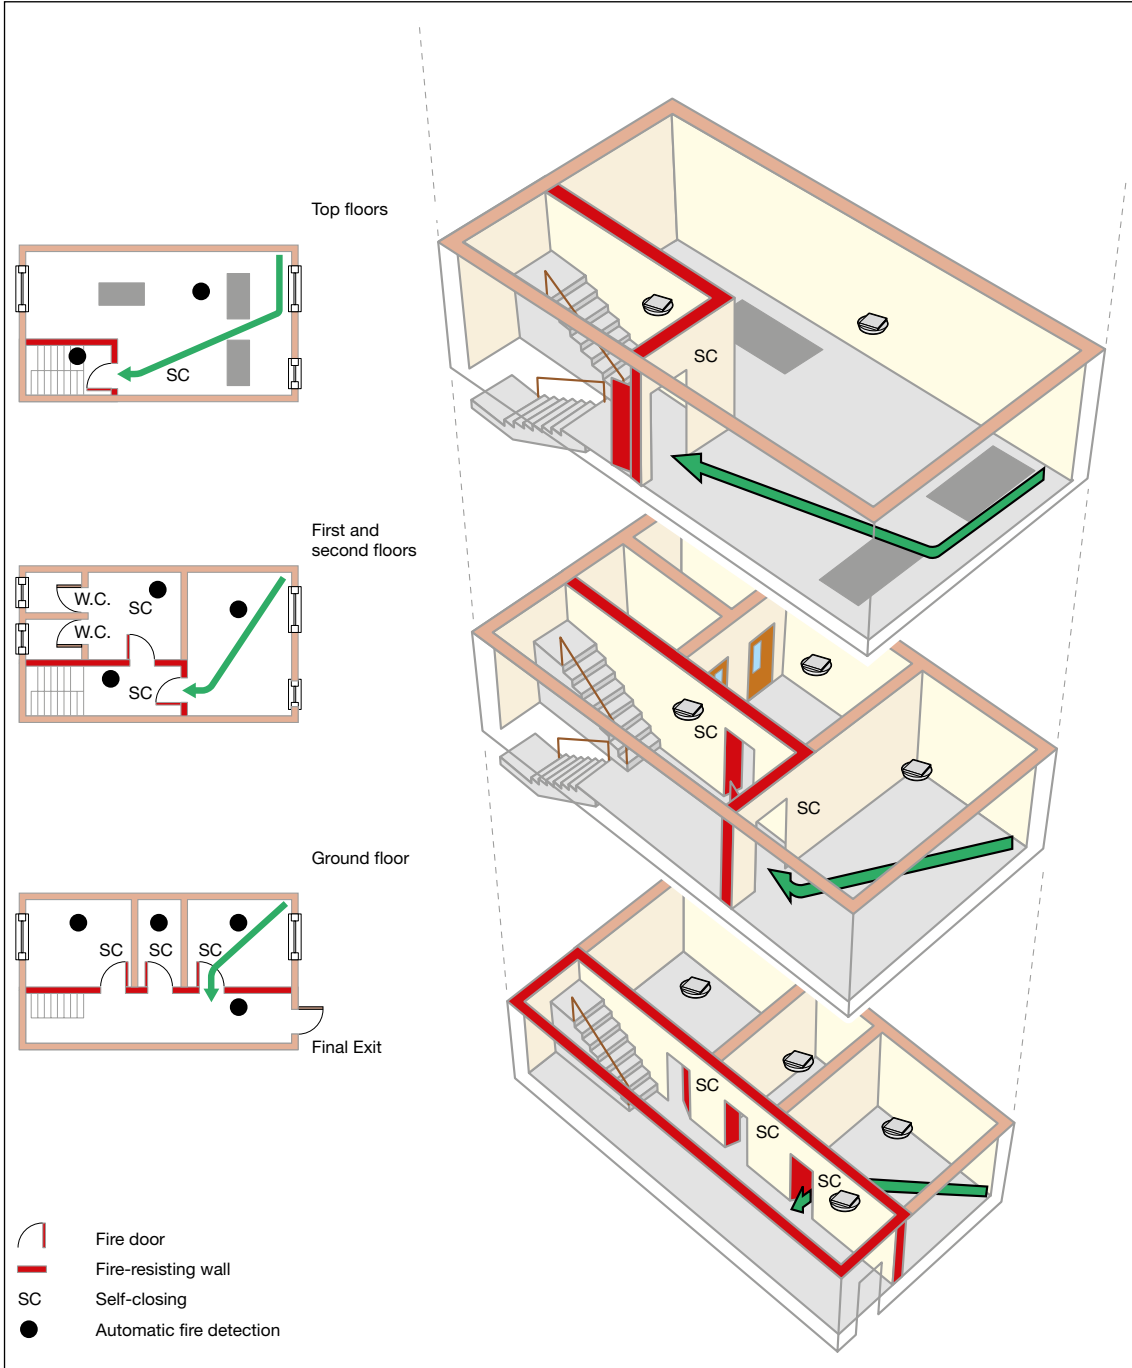 Top floors
SC
SC
First and
second floors
W.C.
SC
W.C.
SC
SC
SC
Ground floor
SC
SC
SC
Final Exit
SC
SC
SC
Fire door
Fire-resisting wall
SC
Self-closing
Automatic fire detection